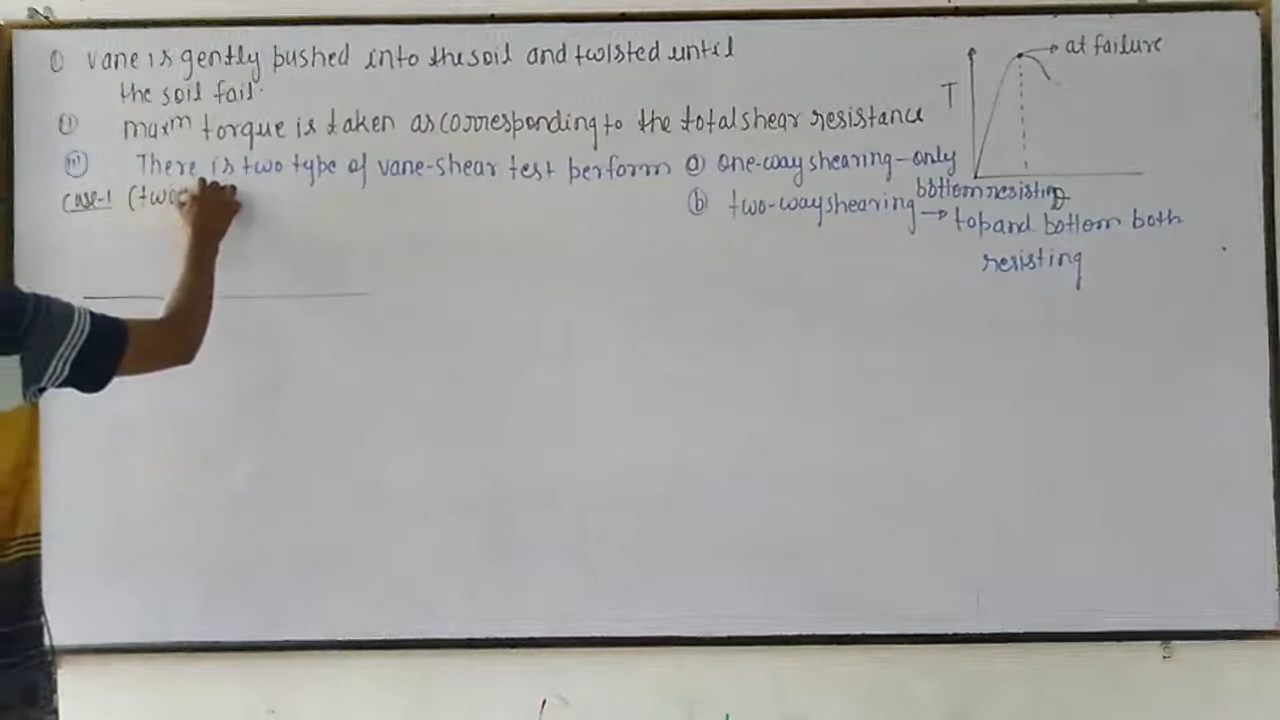 ① vane is gently pushed into the soil and twisted until
the soil fail.
maxm torque is taken as corresponding to the total shear resistance
(iii) There is two type of vane-shear test perform ⓐ one-way shearing - only
bottom resisting
ⓑ two-way shearing → top and bottom both
resisting
case-1 (two
T
→ at failure